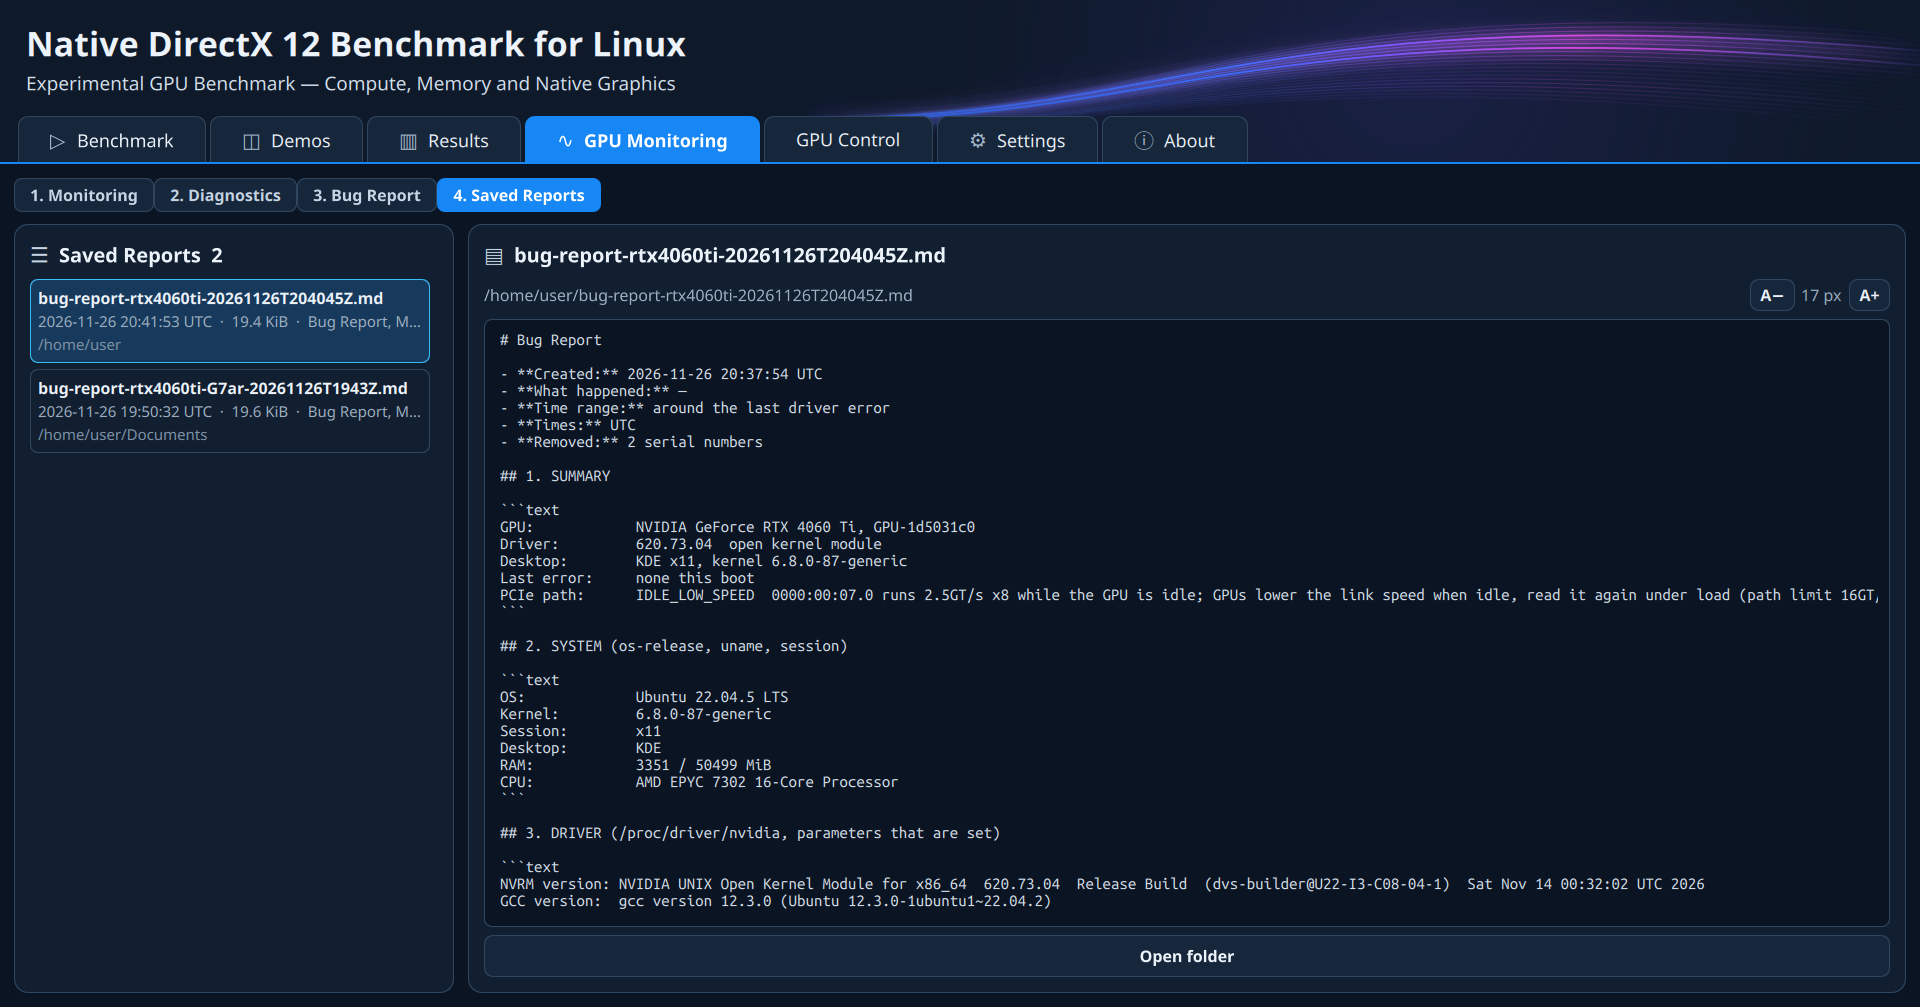 Native DirectX 12 Benchmark for Linux
Experimental GPU Benchmark — Compute, Memory and Native Graphics
Benchmark
Demos
Results
GPU Monitoring
GPU Control
Settings
About
1. Monitoring
2. Diagnostics
3. Bug Report
4. Saved Reports
Saved Reports 2
bug-report-rtx4060ti-20261126T204045Z.md
2026-11-26 20:41:53 UTC · 19.4 KiB · Bug Report, M...
/home/user
bug-report-rtx4060ti-G7ar-20261126T1943Z.md
2026-11-26 19:50:32 UTC · 19.6 KiB · Bug Report, M...
/home/user/Documents
bug-report-rtx4060ti-20261126T204045Z.md
/home/user/bug-report-rtx4060ti-20261126T204045Z.md
A− 17 px A+
# Bug Report
- **Created:** 2026-11-26 20:37:54 UTC
- **What happened:** —
- **Time range:** around the last driver error
- **Times:** UTC
- **Removed:** 2 serial numbers
## 1. SUMMARY
```text
GPU: NVIDIA GeForce RTX 4060 Ti, GPU-1d5031c0
Driver: 620.73.04 open kernel module
Desktop: KDE x11, kernel 6.8.0-87-generic
Last error: none this boot
PCIe path: IDLE_LOW_SPEED 0000:00:07.0 runs 2.5GT/s x8 while the GPU is idle; GPUs lower the link speed when idle, read it again under load (path limit 16GT/
```
## 2. SYSTEM (os-release, uname, session)
```text
OS: Ubuntu 22.04.5 LTS
Kernel: 6.8.0-87-generic
Session: x11
Desktop: KDE
RAM: 3351 / 50499 MiB
CPU: AMD EPYC 7302 16-Core Processor
```
## 3. DRIVER (/proc/driver/nvidia, parameters that are set)
```text
NVRM version: NVIDIA UNIX Open Kernel Module for x86_64 620.73.04 Release Build (dvs-builder@U22-I3-C08-04-1) Sat Nov 14 00:32:02 UTC 2026
GCC version: gcc version 12.3.0 (Ubuntu 12.3.0-1ubuntu1~22.04.2)
Open folder